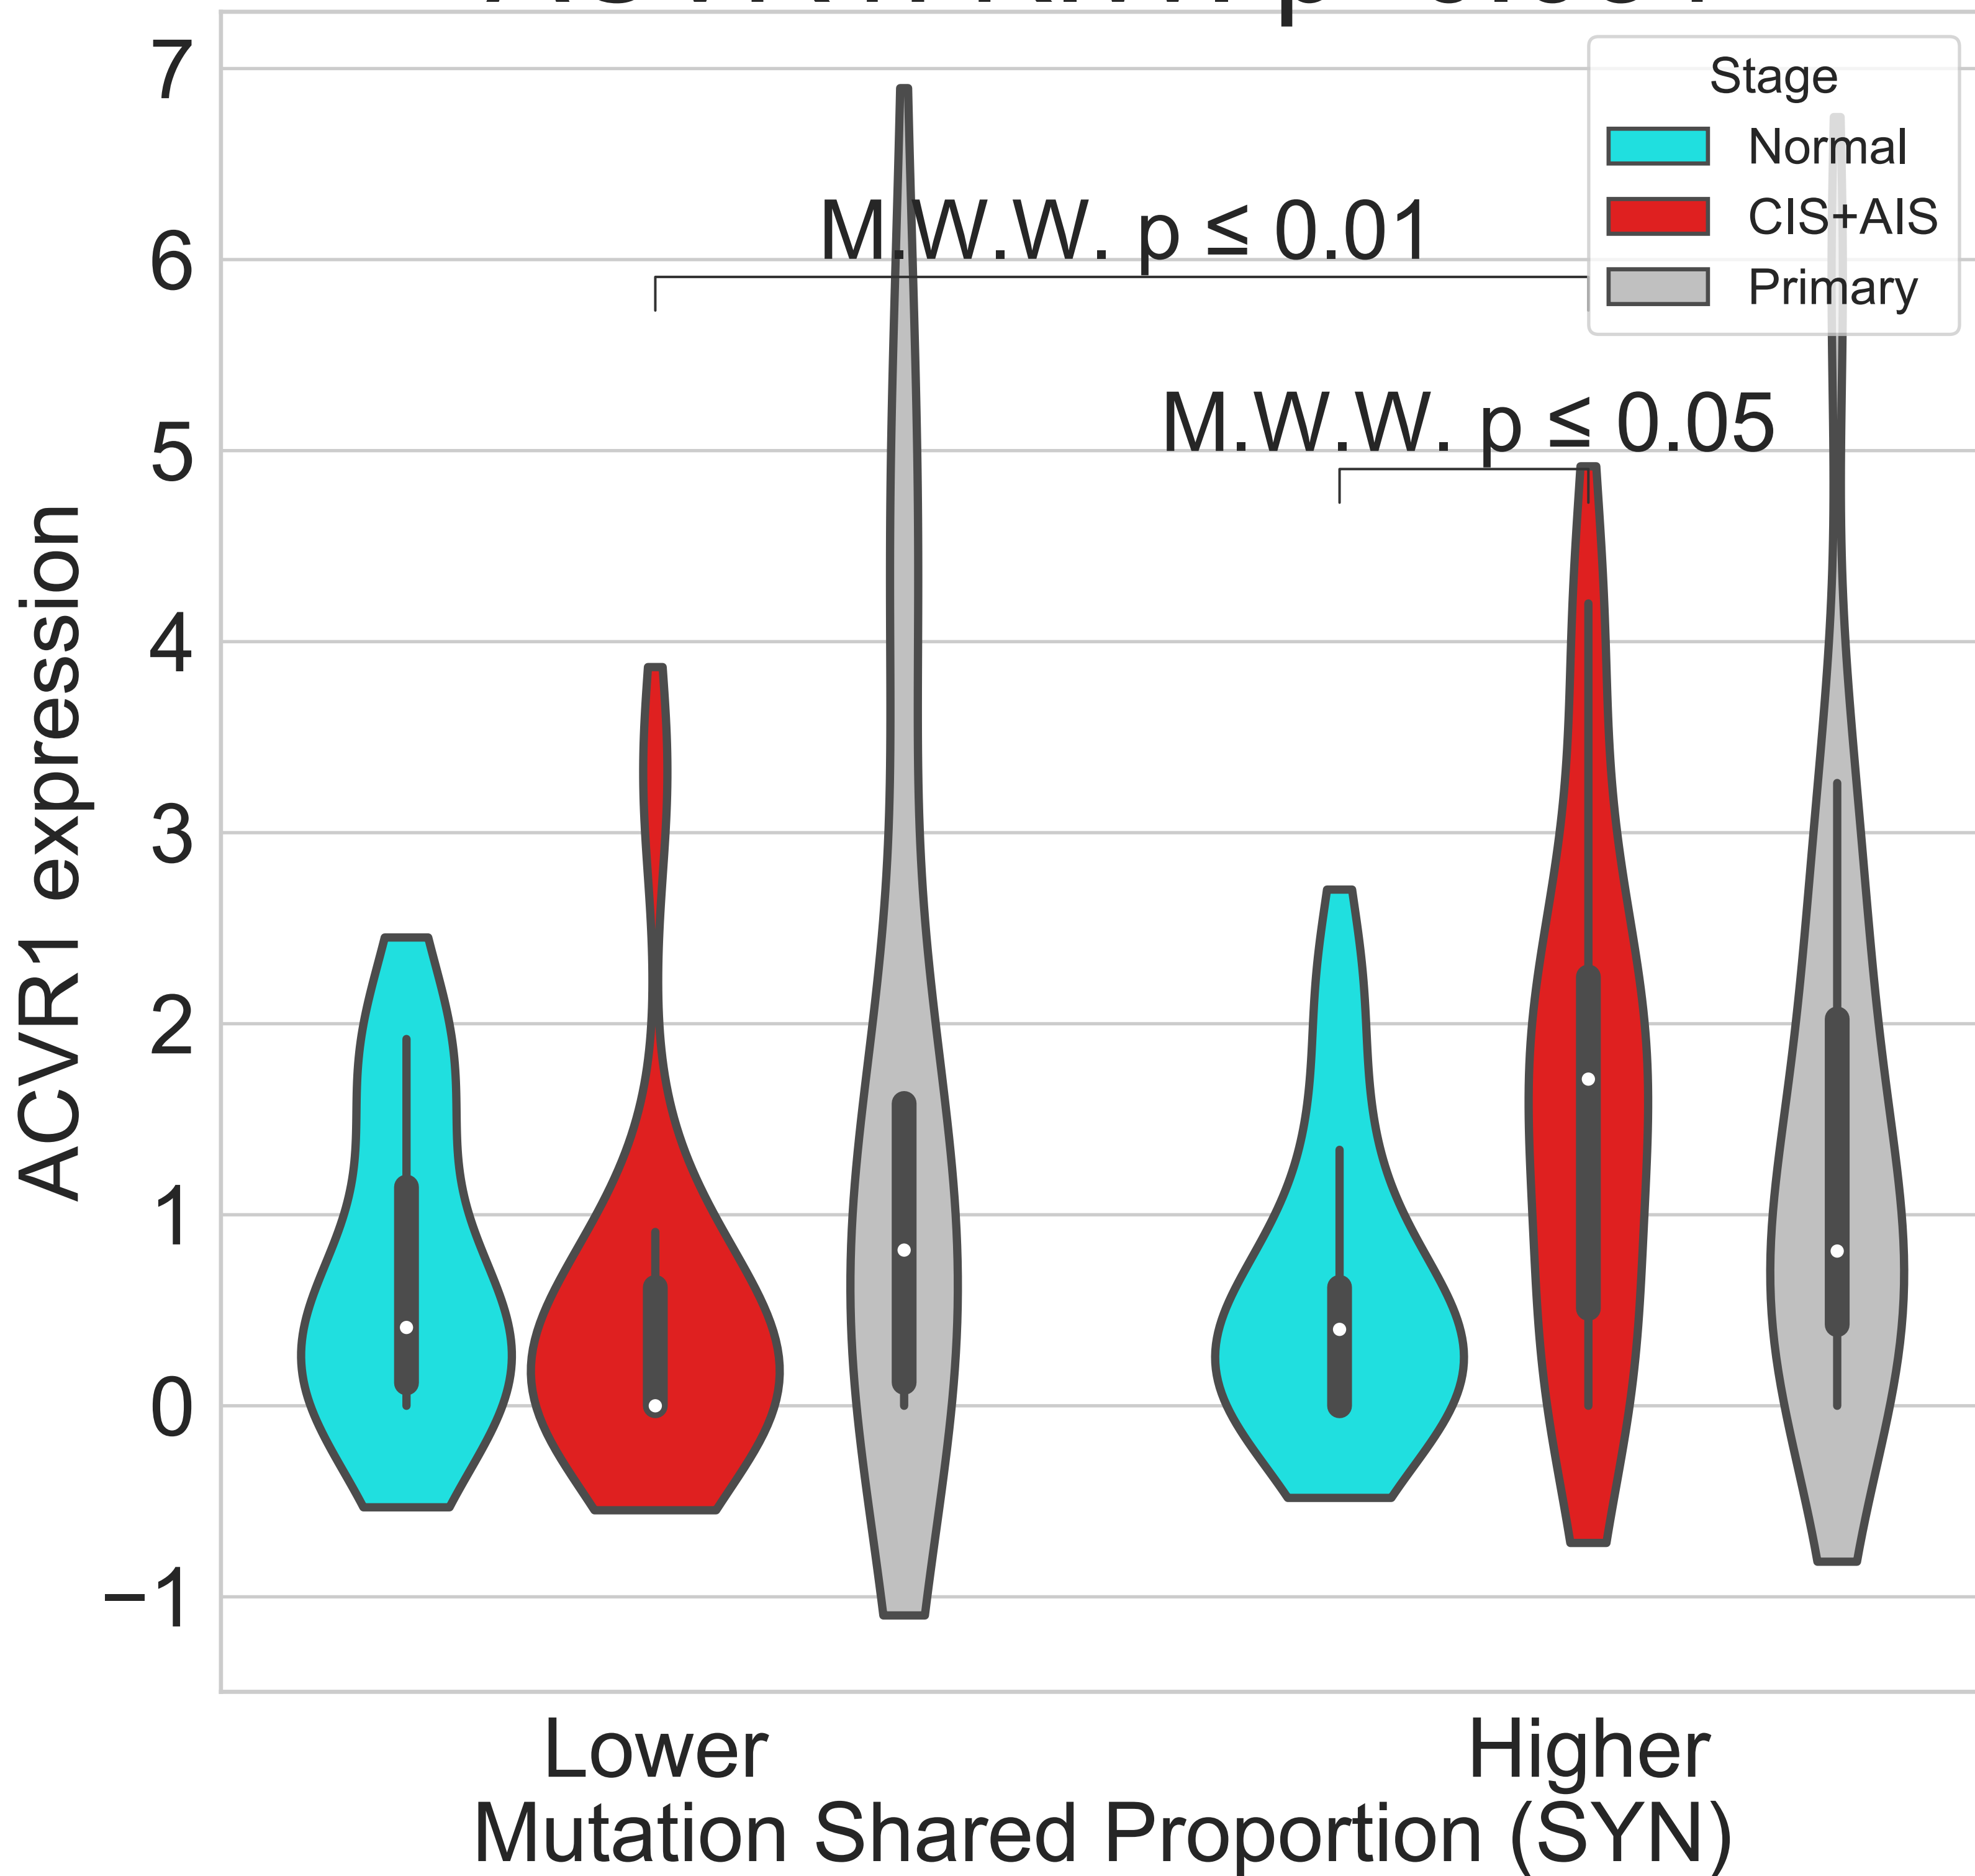 7
6
5
4
3
2
1
0
−1
ACVR1 expression
M.W.W. p ≤ 0.01
M.W.W. p ≤ 0.05
Stage
Normal
CIS+AIS
Primary
Lower
Higher
Mutation Shared Proportion (SYN)